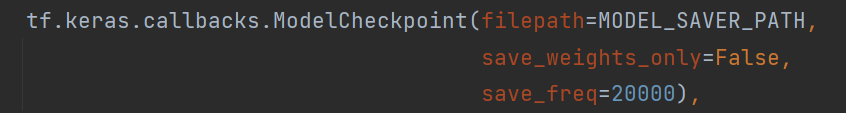 tf.keras.callbacks.ModelCheckpoint(filepath=MODEL_SAVER_PATH,
save_weights_only=False,
save_freq=20000),